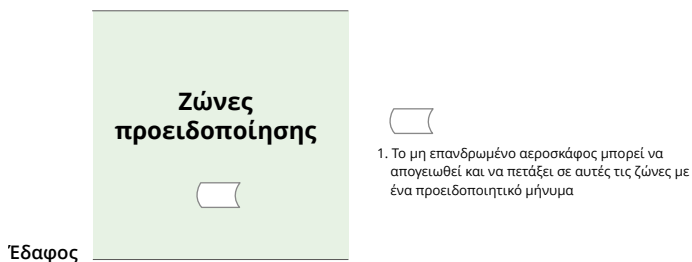 Ζώνες
προειδοποίησης
1. Το μη επανδρωμένο αεροσκάφος μπορεί να
απογειωθεί και να πετάξει σε αυτές τις ζώνες με
ένα προειδοποιητικό μήνυμα
Έδαφος